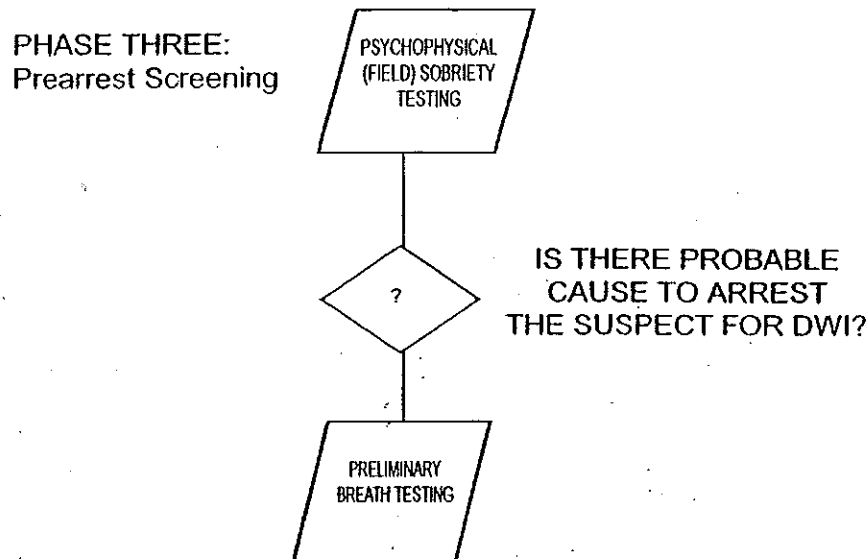 PHASE THREE:
Prearrest Screening
PSYCHOPHYSICAL
(FIELD) SOBRIETY
TESTING
?
IS THERE PROBABLE
CAUSE TO ARREST
THE SUSPECT FOR DWI?
PRELIMINARY
BREATH TESTING